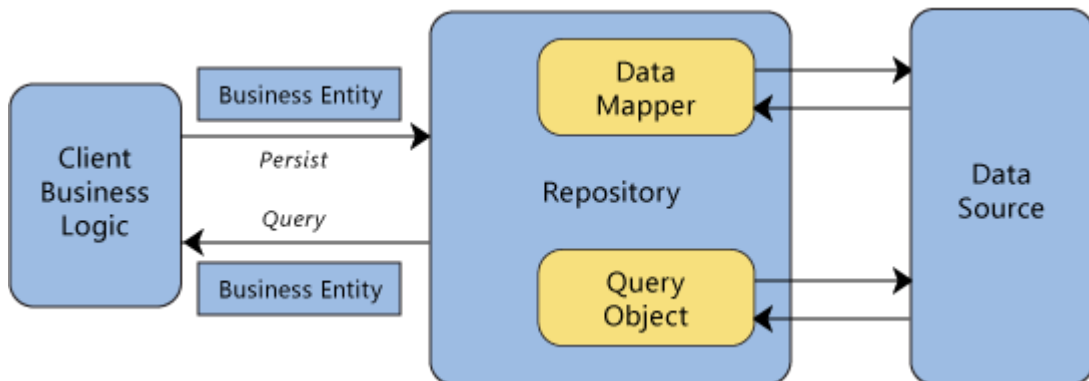 Client
Business
Logic
Business Entity
Persist
Query
Business Entity
Data
Mapper
Repository
Query
Object
Data
Source